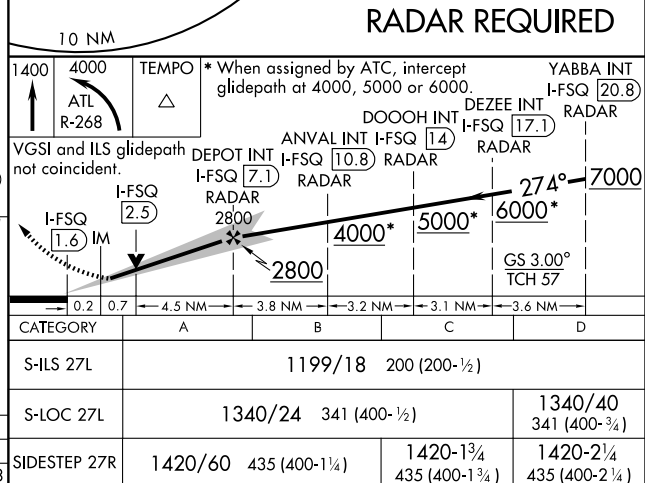 RADAR REQUIRED
10 NM
1400
4000
ATL
R-268
TEMPO
* When assigned by ATC, intercept
glidepath at 4000, 5000 or 6000.
VGSI and ILS glidepath
not coincident.
YABBA INT
I-FSQ 20.8
RADAR
DEZEE INT
I-FSQ 17.1
RADAR
DOOOH INT
I-FSQ 14
RADAR
ANVAL INT
I-FSQ 10.8
RADAR
DEPOT INT
I-FSQ 7.1
RADAR
2800
I-FSQ
2.5
I-FSQ
1.6
IM
274°
7000
6000*
5000*
4000*
2800
GS 3.00°
TCH 57
0.2 0.7 4.5 NM 3.8 NM 3.2 NM 3.1 NM 3.6 NM
CATEGORY A B C D
S-ILS 27L 1199/18 200 (200-½)
S-LOC 27L 1340/24 341 (400-½) 1340/40
341 (400-¾)
SIDESTEP 27R 1420/60 435 (400-1¼) 1420-1¾
435 (400-1¾)
1420-2¼
435 (400-2¼)